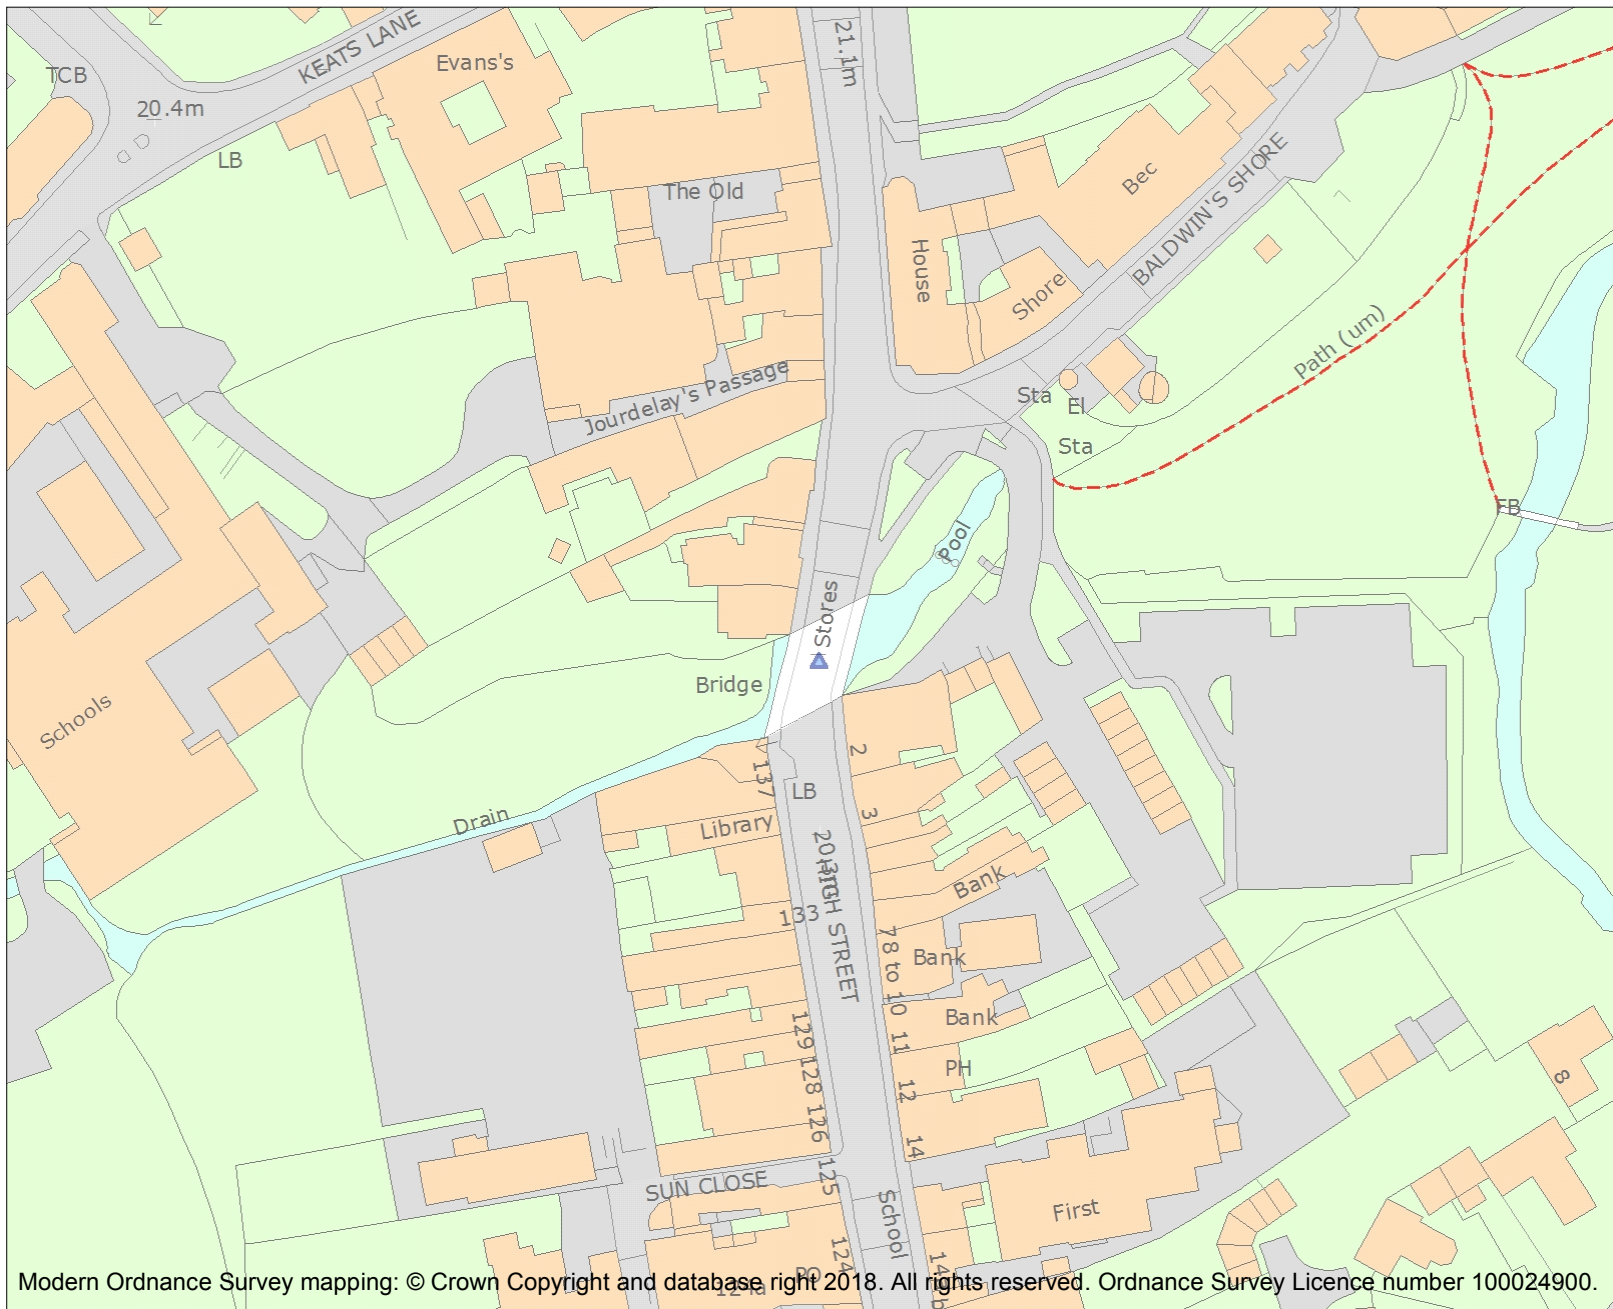 KEATS LANE
Evans's
21.1m
TCB
20.4m
LB
The Old
Bec
BALDWIN'S SHORE
House
Shore
Path (um)
Jourdelay's Passage
Sta
El
Sta
FB
Pool
Stores
Bridge
Schools
2
137
LB
3
Drain
Library
20.3m
HIGH STREET
Bank
133
78 to 10
Bank
Bank
129
11
PH
128
12
8
126
14
125
SUN CLOSE
School
First
124
PO
124a
Modern Ordnance Survey mapping: © Crown Copyright and database right 2018. All rights reserved. Ordnance Survey Licence number 100024900.